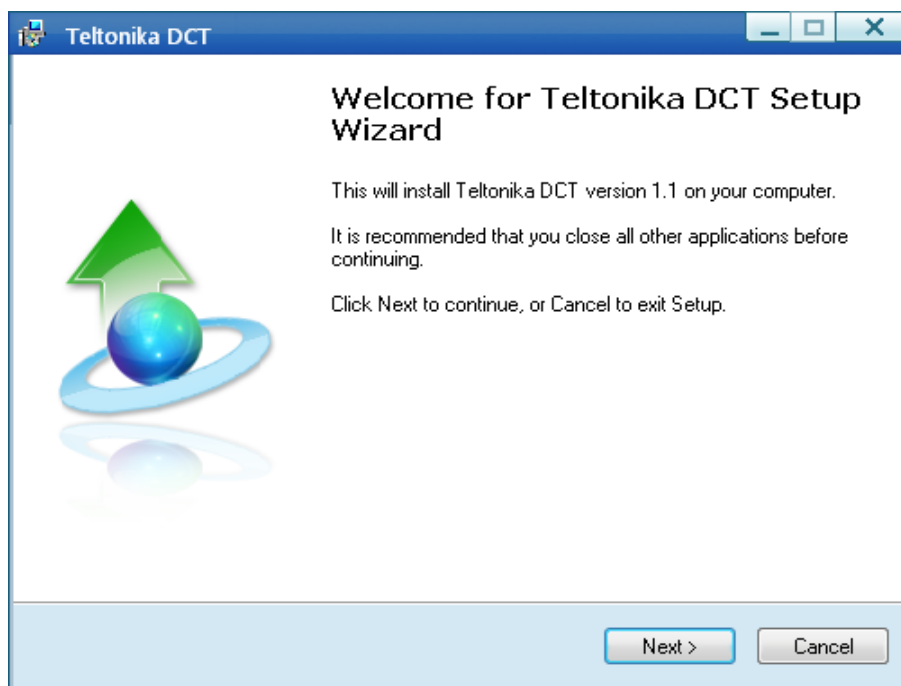 Teltonika DCT
Welcome for Teltonika DCT Setup
Wizard
This will install Teltonika DCT version 1.1 on your computer.
It is recommended that you close all other applications before
continuing.
Click Next to continue, or Cancel to exit Setup.
Next >
Cancel